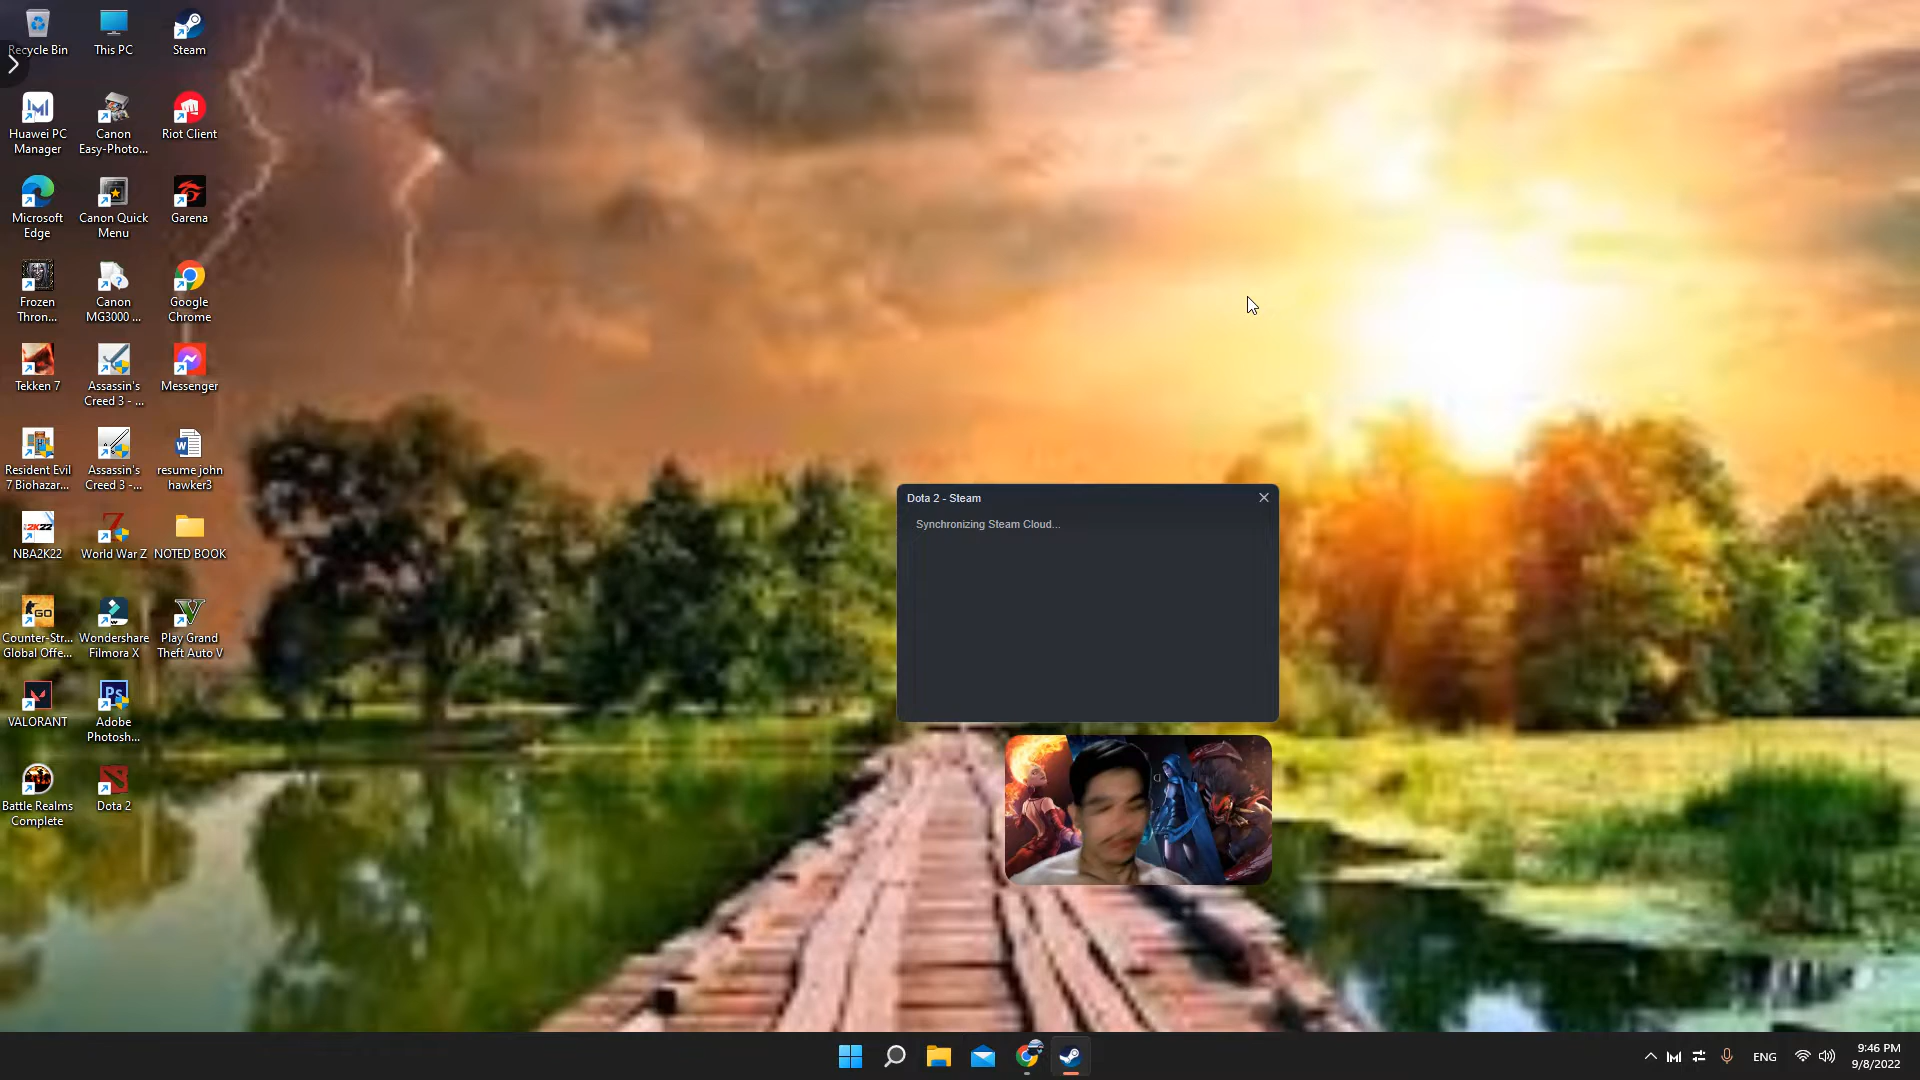 Recycle Bin
This PC
Steam
Huawei PC
Manager
Canon
Easy-Photo...
Riot Client
Microsoft
Edge
Canon Quick
Menu
Garena
Frozen
Thron...
Canon
MG3000 ...
Google
Chrome
Tekken 7
Assassin's
Creed 3 - ...
Messenger
Resident Evil
7 Biohazar...
Assassin's
Creed 3 -...
resume john
hawker3
NBA2K22
World War Z
NOTED BOOK
Counter-Str...
Global Offe...
Wondershare
Filmora X
Play Grand
Theft Auto V
VALORANT
Adobe
Photosh...
Battle Realms
Complete
Dota 2
Dota 2 - Steam
Synchronizing Steam Cloud...
ENG
9:46 PM
9/8/2022